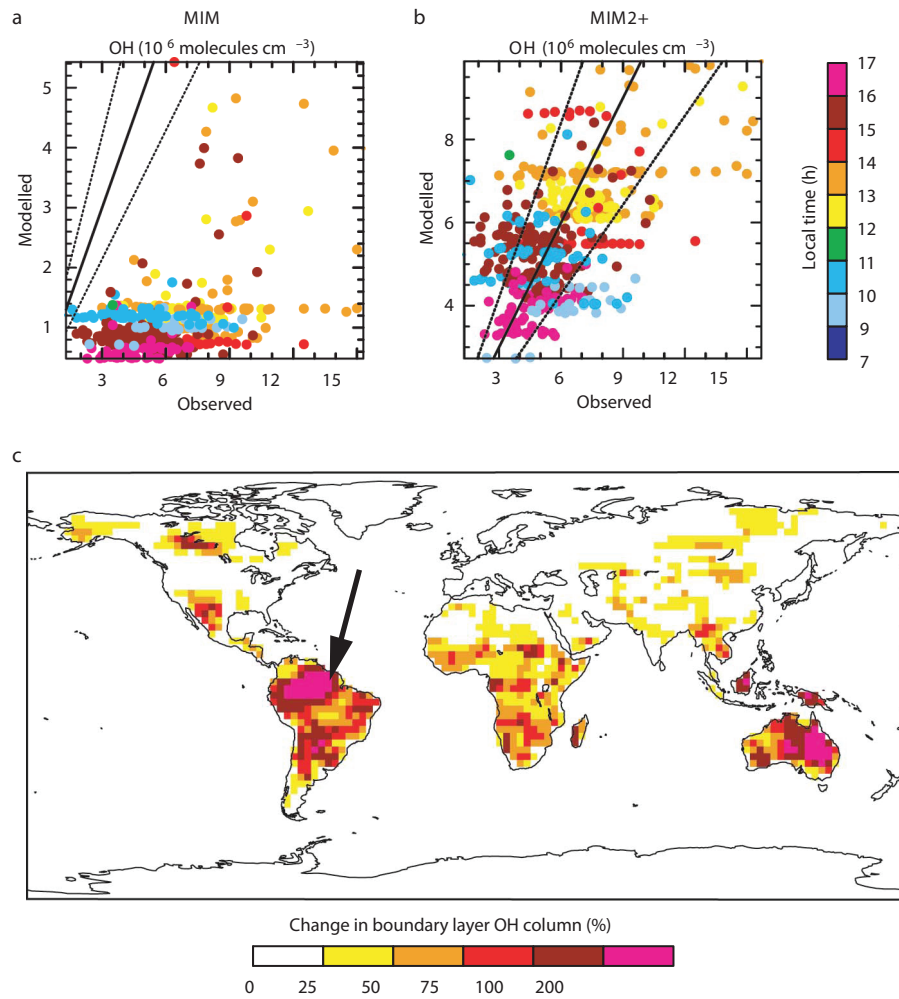 a MIM
OH (10 6 molecules cm −3)
5
4
3
2
1
Modelled
3 6 9 12 15
Observed
b MIM2+
OH (10 6 molecules cm −3)
8
6
4
Modelled
3 6 9 12 15
Observed
17
16
15
14
13
12
11
10
9
7
Local time (h)
c
Change in boundary layer OH column (%)
0 25 50 75 100 200